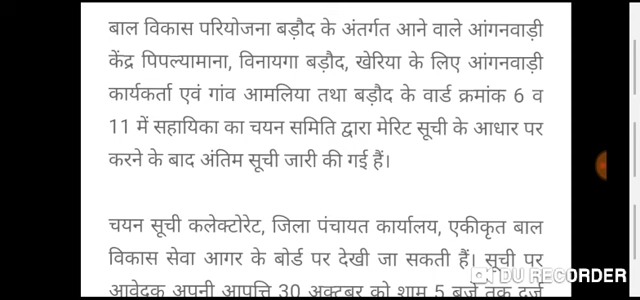 बाल विकास परियोजना बड़ौद के अंतर्गत आने वाले आंगनवाड़ी
केंद्र पिपल्यामाना, विनायगा बड़ौद, खेरिया के लिए आंगनवाड़ी
कार्यकर्ता एवं गांव आमलिया तथा बड़ौद के वार्ड क्रमांक 6 व
11 में सहायिका का चयन समिति द्वारा मेरिट सूची के आधार पर
करने के बाद अंतिम सूची जारी की गई हैं।
चयन सूची कलेक्टोरेट, जिला पंचायत कार्यालय, एकीकृत बाल
विकास सेवा आगर के बोर्ड पर देखी जा सकती हैं। सूची पर
आवेदक अपनी आपत्ति 30 अक्टूबर को शाम 5 बजे तक दर्ज
DU RECORDER